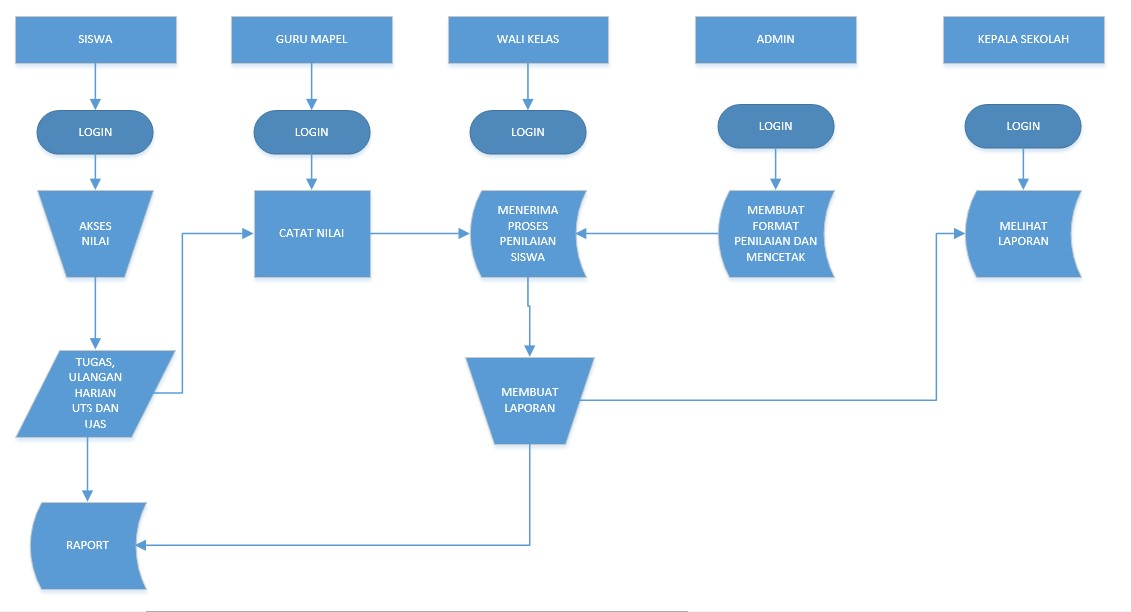 SISWA
GURU MAPEL
WALI KELAS
ADMIN
KEPALA SEKOLAH
LOGIN
LOGIN
LOGIN
LOGIN
LOGIN
AKSES
NILAI
CATAT NILAI
MENERIMA
PROSES
PENILAIAN
SISWA
MEMBUAT
FORMAT
PENILAIAN DAN
MENCETAK
MELIHAT
LAPORAN
TUGAS,
ULANGAN
HARIAN
UTS DAN
UAS
MEMBUAT
LAPORAN
RAPORT